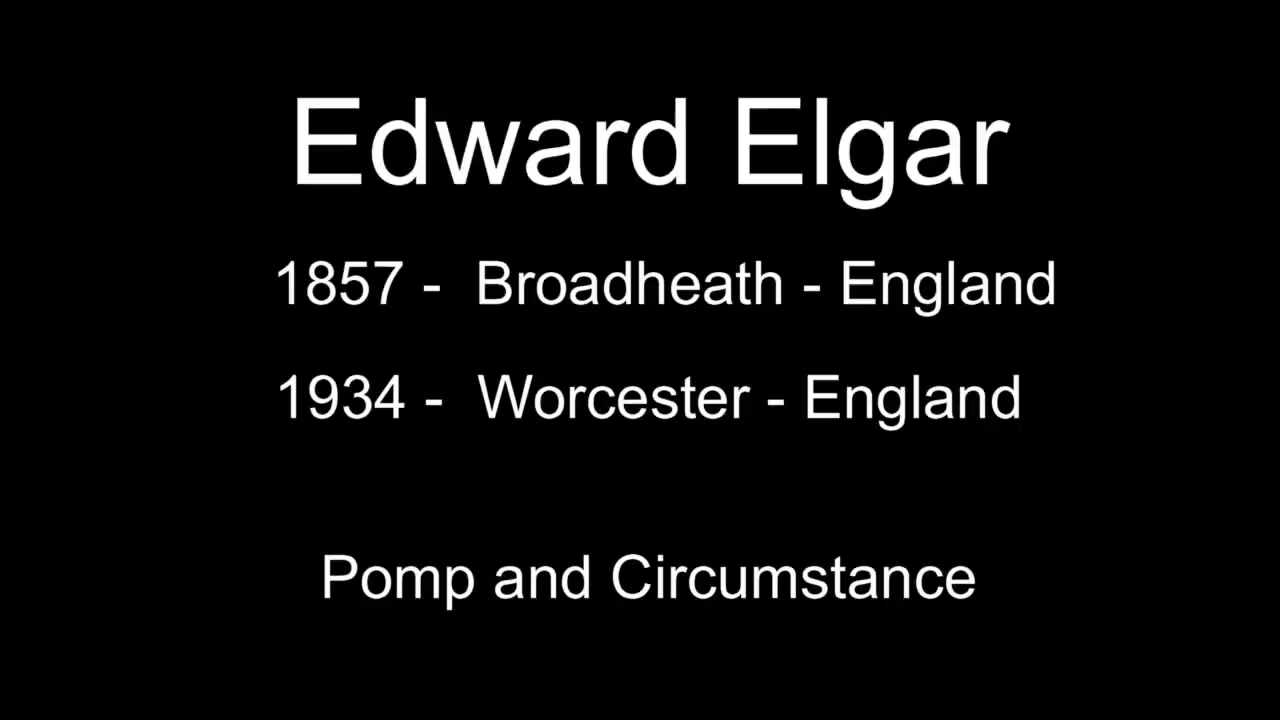 Edward Elgar
1857 - Broadheath - England
1934 - Worcester - England
Pomp and Circumstance